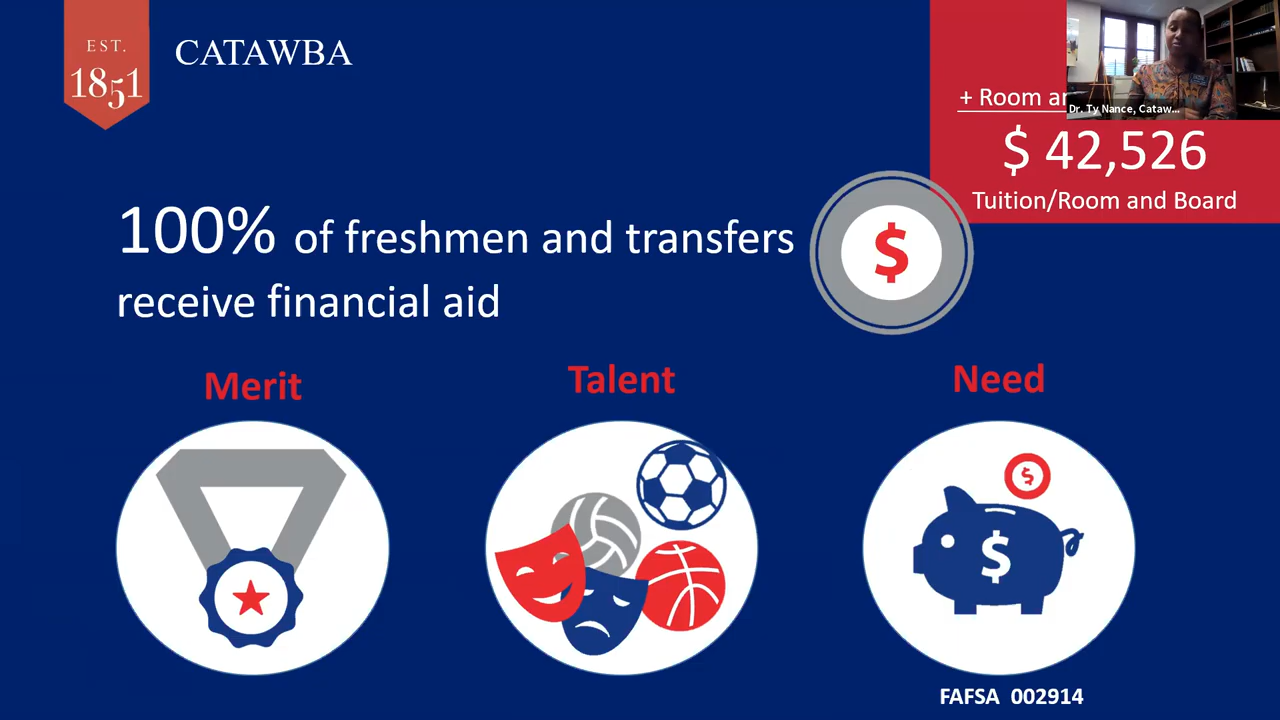 EST.
1851
CATAWBA
+ Room
Dr. Ty Nance, Cataw...
$ 42,526
Tuition/Room and Board
100% of freshmen and transfers
receive financial aid
$
Merit
Talent
Need
$
$
FAFSA 002914